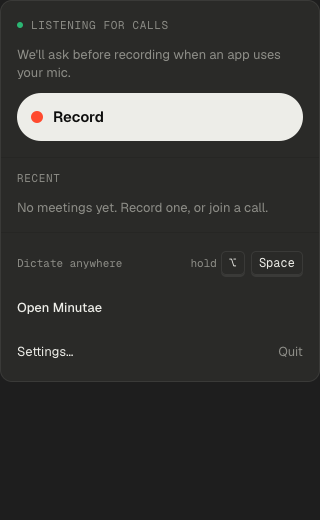 LISTENING FOR CALLS
We'll ask before recording when an app uses
your mic.
Record
RECENT
No meetings yet. Record one, or join a call.
Dictate anywhere hold ⌥ Space
Open Minutae
Settings…
Quit